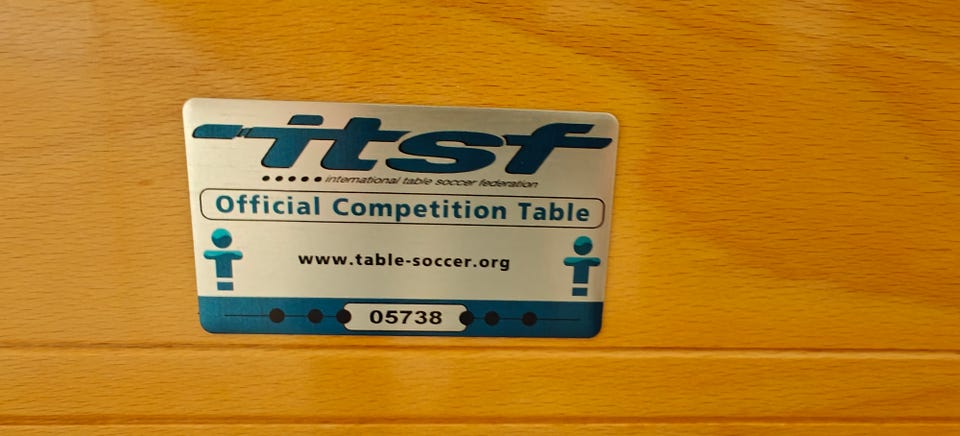 itsf
international table soccer federation
Official Competition Table
www.table-soccer.org
05738